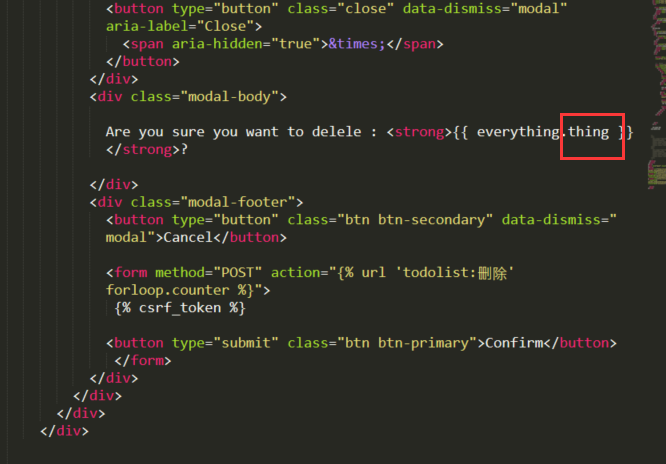 <button type="button" class="close" data-dismiss="modal"
aria-label="Close">
<span aria-hidden="true">&times;</span>
</button>
</div>
<div class="modal-body">
Are you sure you want to delele : <strong>{{ everything.thing }}
</strong>?
</div>
<div class="modal-footer">
<button type="button" class="btn btn-secondary" data-dismiss="
modal">Cancel</button>
<form method="POST" action="{% url 'todolist:删除'
forloop.counter %}">
{% csrf_token %}
<button type="submit" class="btn btn-primary">Confirm</button>
</form>
</div>
</div>
</div>
</div>